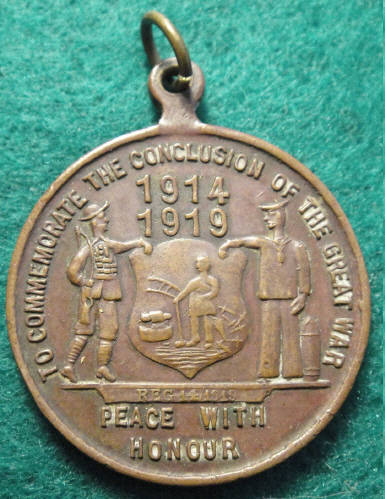 TO COMMEMORATE THE CONCLUSION OF THE GREAT WAR
1914
1919
PEACE WITH
HONOUR